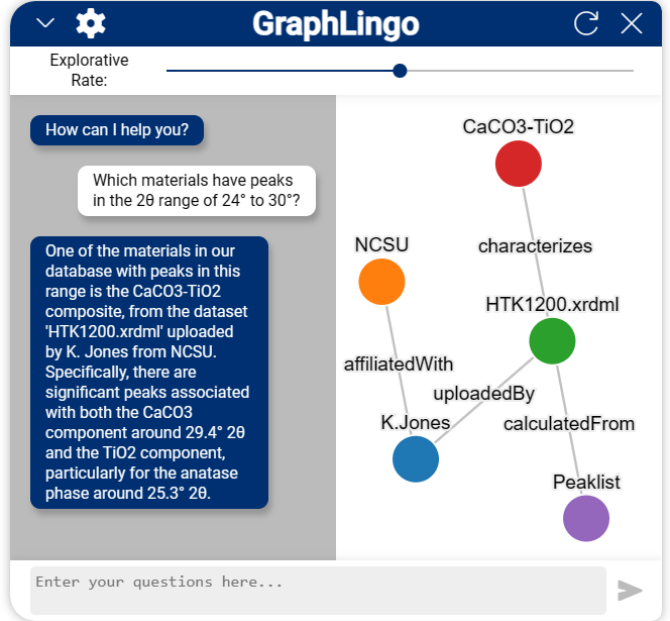 GraphLingo
Explorative
Rate:
How can I help you?
Which materials have peaks
in the 2θ range of 24° to 30°?
One of the materials in our
database with peaks in this
range is the CaCO3-TiO2
composite, from the dataset
'HTK1200.xrdml' uploaded
by K. Jones from NCSU.
Specifically, there are
significant peaks associated
with both the CaCO3
component around 29.4° 2θ
and the TiO2 component,
particularly for the anatase
phase around 25.3° 2θ.
CaCO3-TiO2
NCSU
characterizes
HTK1200.xrdml
affiliatedWith
uploadedBy
K.Jones
calculatedFrom
Peaklist
Enter your questions here...